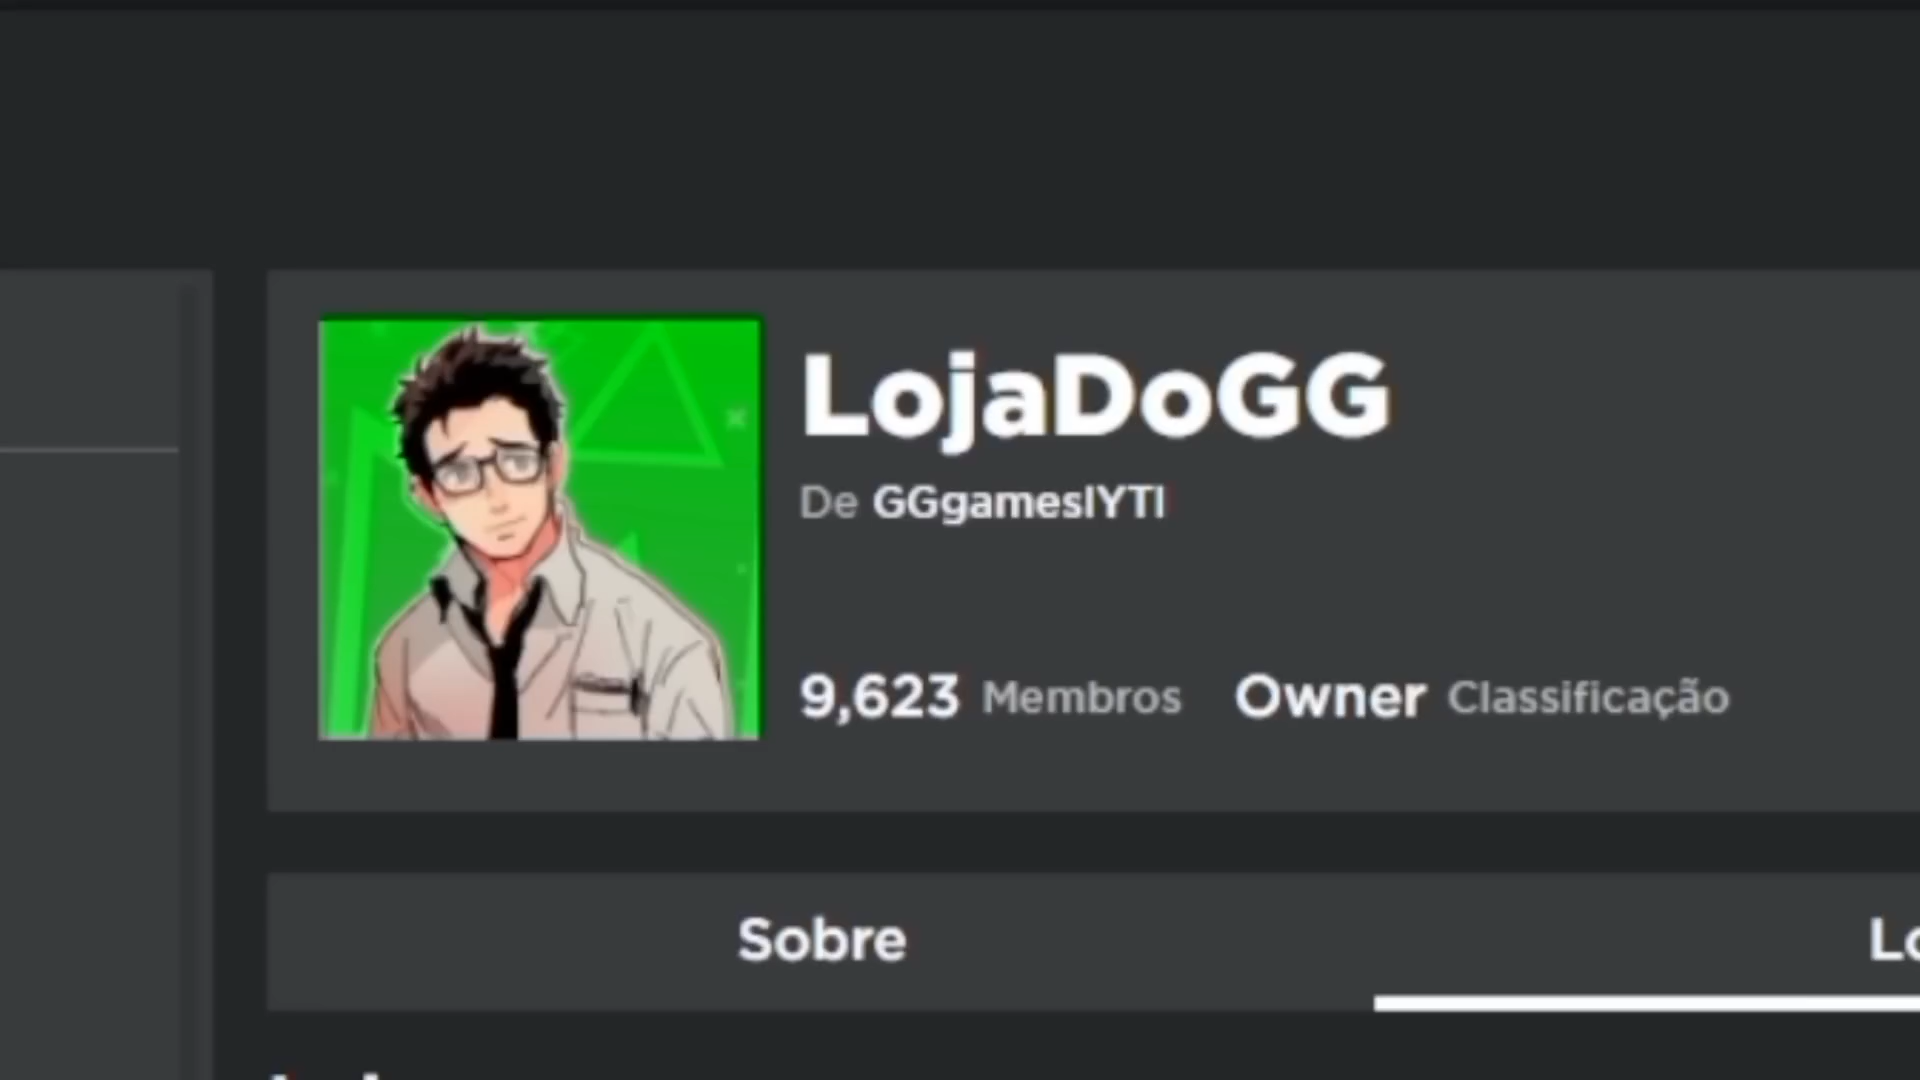 LojaDoGG
De GGgamesIYTI
9,623 Membros Owner Classificação
Sobre